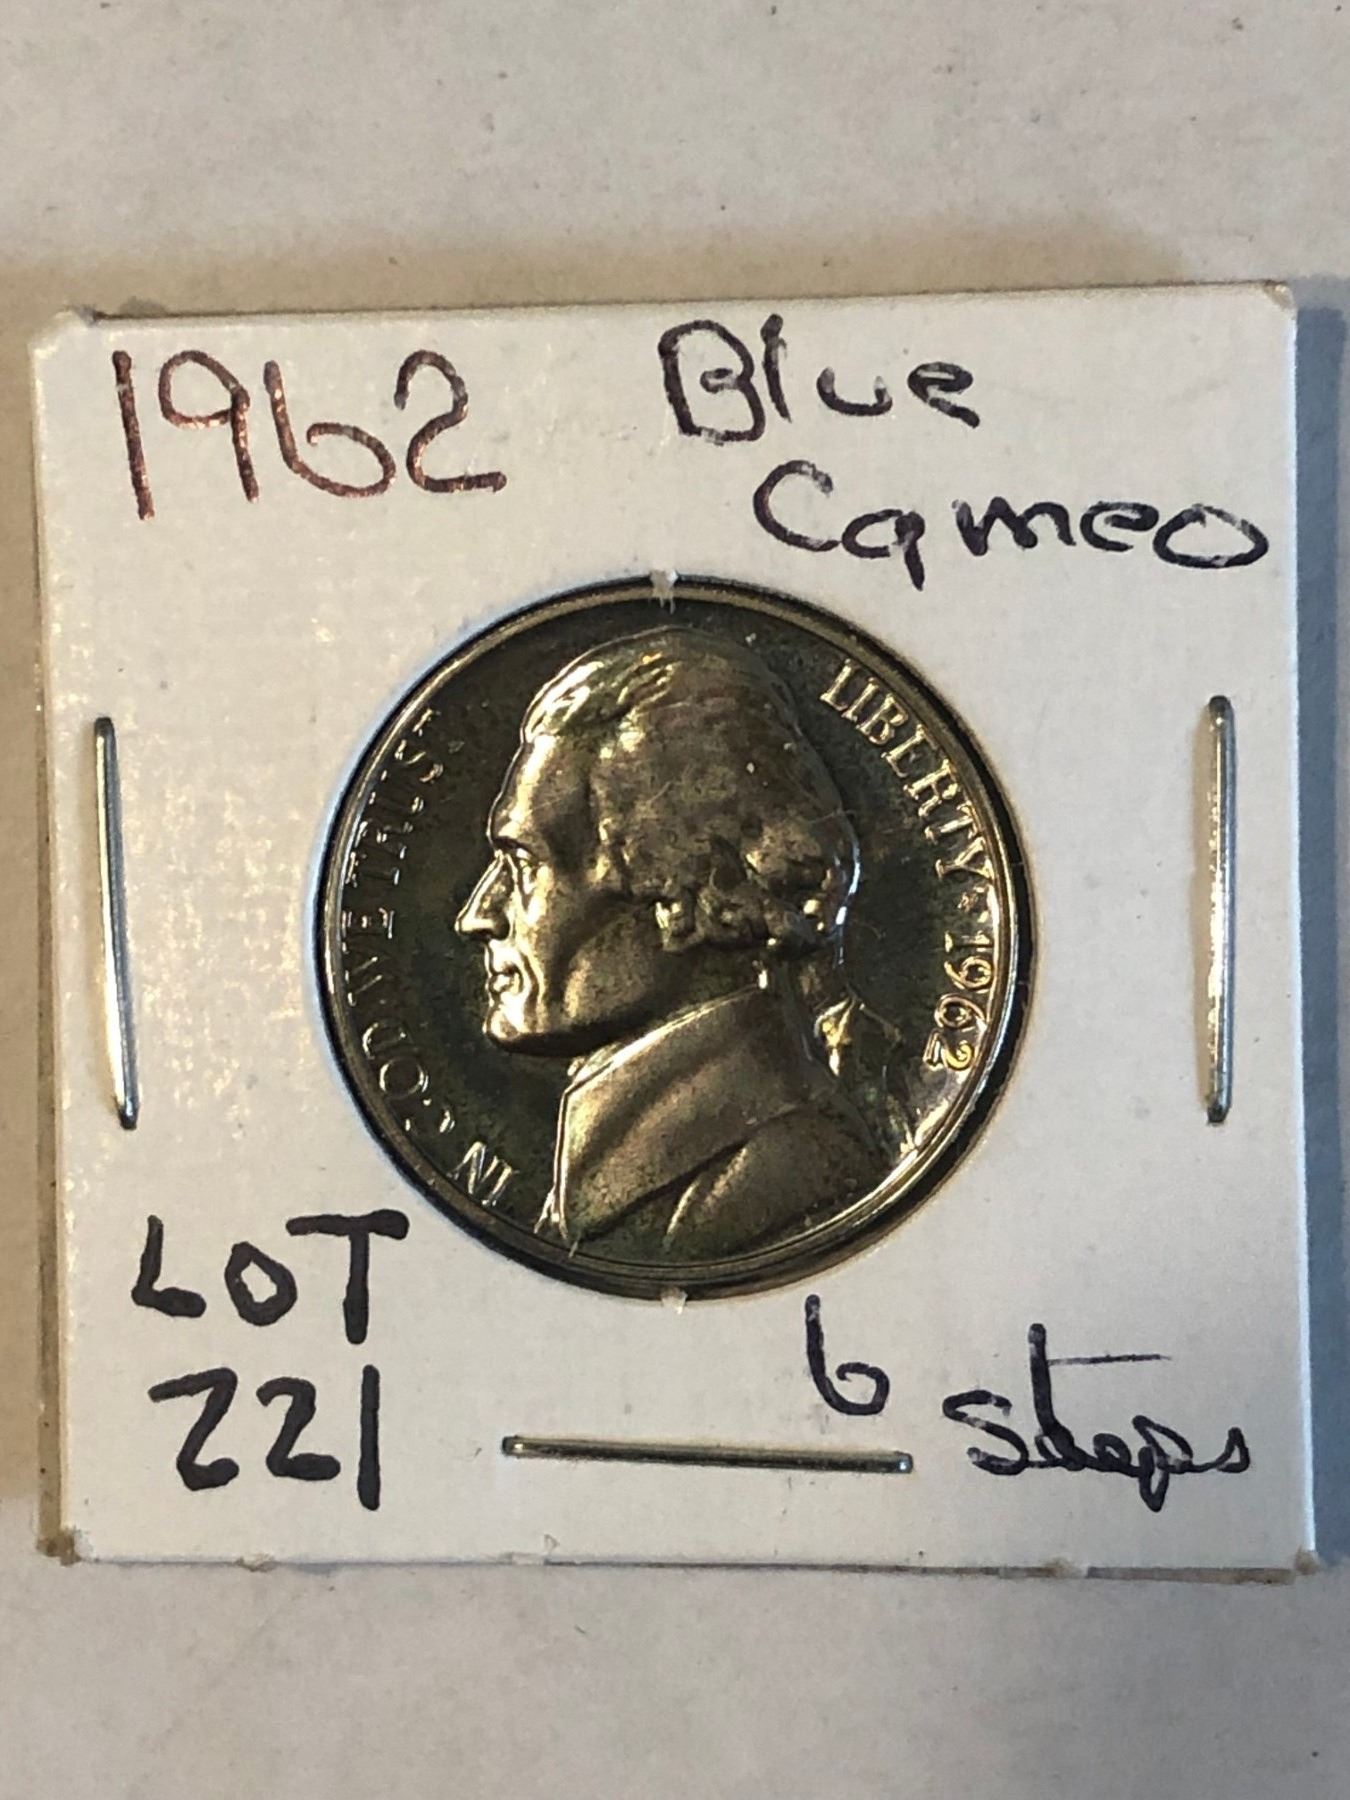 1962 Blue
Cameo
IN GOD WE TRUST
LIBERTY ★ 1962
LOT
221
6
Steps